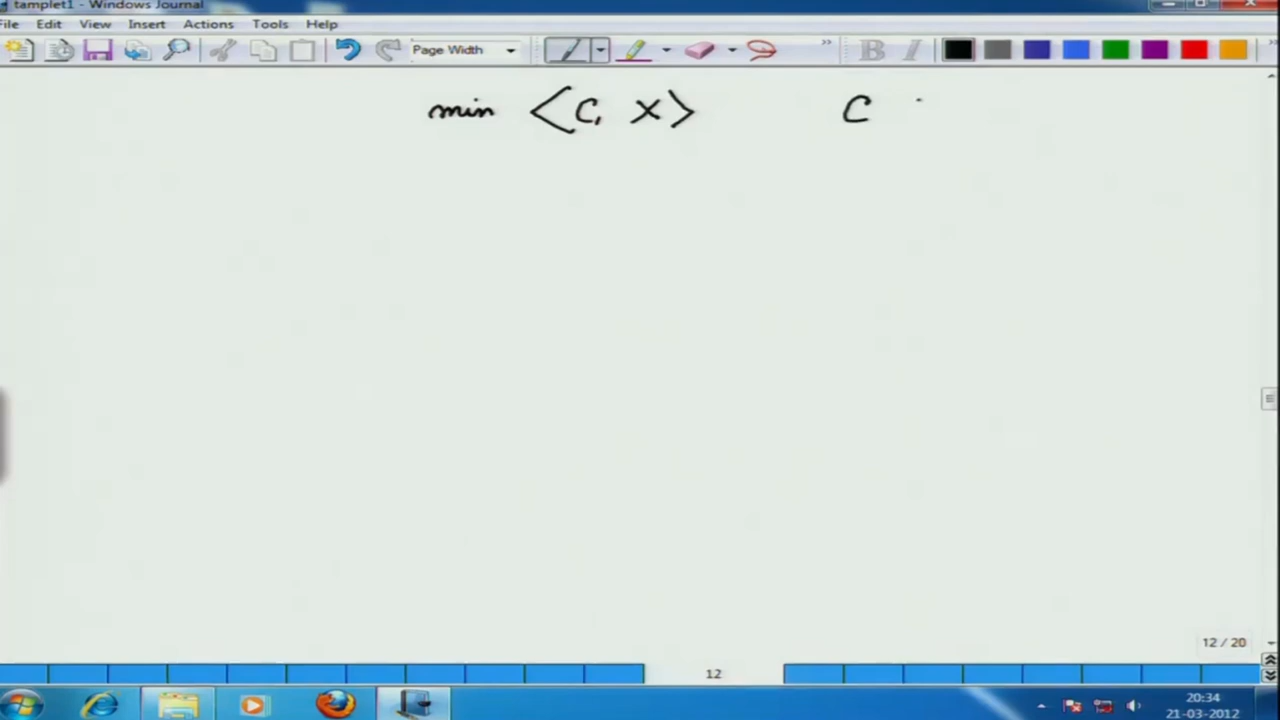 tamplet1 - Windows Journal
File Edit View Insert Actions Tools Help
Page Width B I
min <C, X> C
12 / 20
12
20:34
21-03-2012